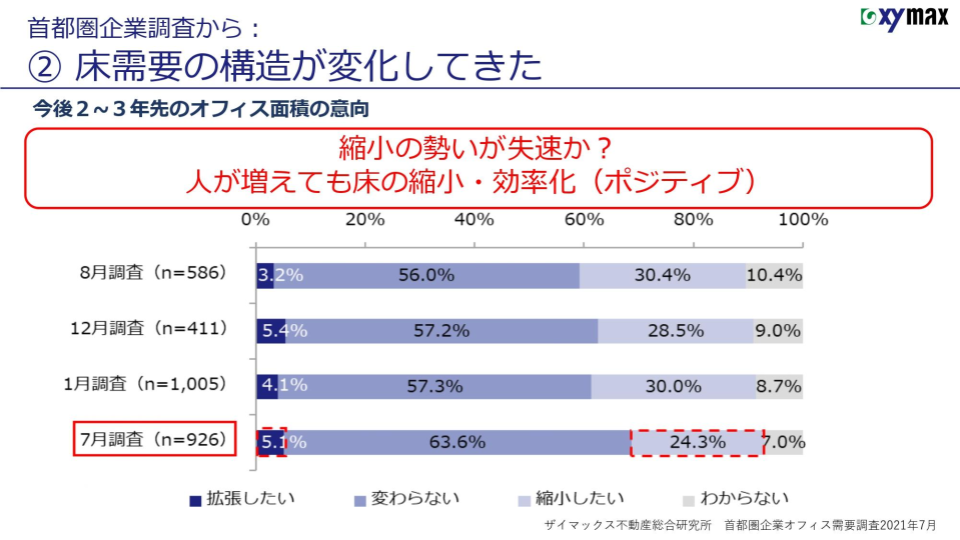 首都圏企業調査から：
xymax
② 床需要の構造が変化してきた
今後２～３年先のオフィス面積の意向
縮小の勢いが失速か？
人が増えても床の縮小・効率化（ポジティブ）
0% 20% 40% 60% 80% 100%
8月調査（n=586） 3.2% 56.0% 30.4% 10.4%
12月調査（n=411） 5.4% 57.2% 28.5% 9.0%
1月調査（n=1,005） 4.1% 57.3% 30.0% 8.7%
7月調査（n=926） 5.1% 63.6% 24.3% 7.0%
拡張したい 変わらない 縮小したい わからない
ザイマックス不動産総合研究所　首都圏企業オフィス需要調査2021年7月